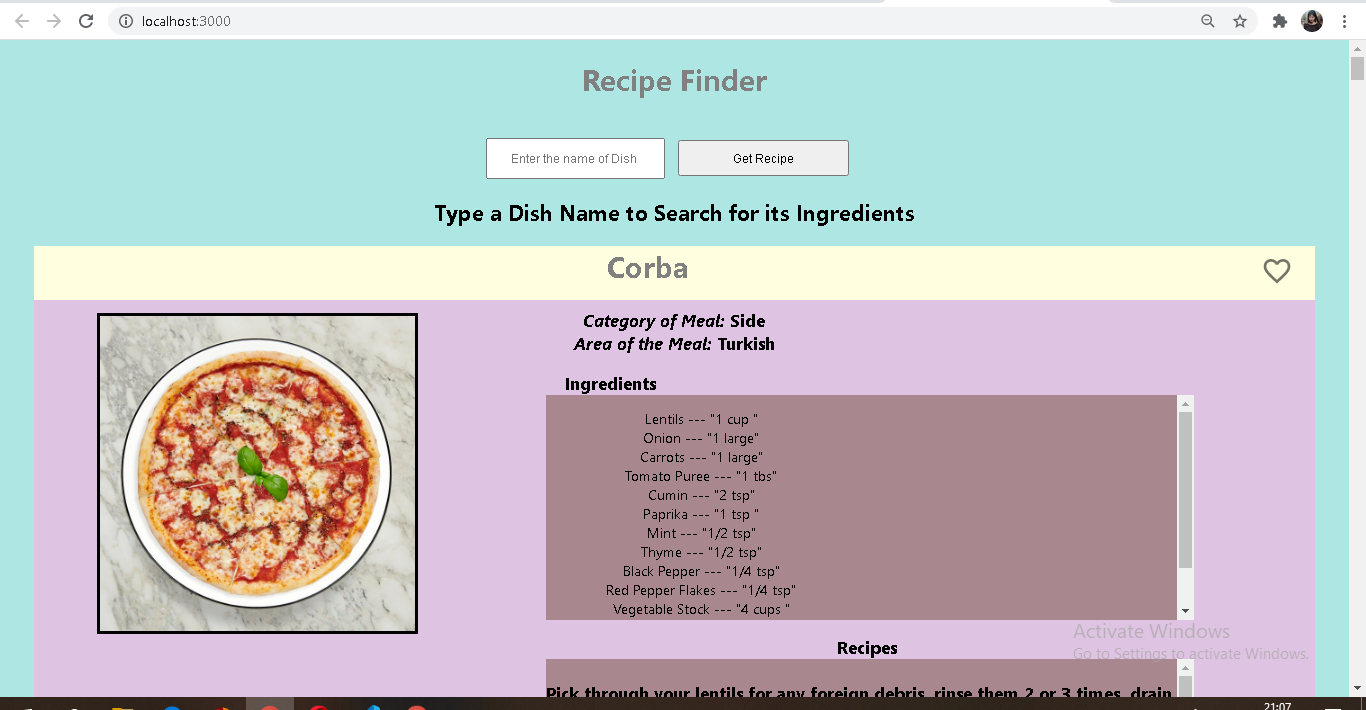 localhost:3000
Recipe Finder
Enter the name of Dish
Get Recipe
Type a Dish Name to Search for its Ingredients
Corba
Category of Meal: Side
Area of the Meal: Turkish
Ingredients
Lentils --- "1 cup "
Onion --- "1 large"
Carrots --- "1 large"
Tomato Puree --- "1 tbs"
Cumin --- "2 tsp"
Paprika --- "1 tsp "
Mint --- "1/2 tsp"
Thyme --- "1/2 tsp"
Black Pepper --- "1/4 tsp"
Red Pepper Flakes --- "1/4 tsp"
Vegetable Stock --- "4 cups "
Activate Windows
Go to Settings to activate Windows.
Recipes
Pick through your lentils for any foreign debris, rinse them 2 or 3 times, drain
21:07